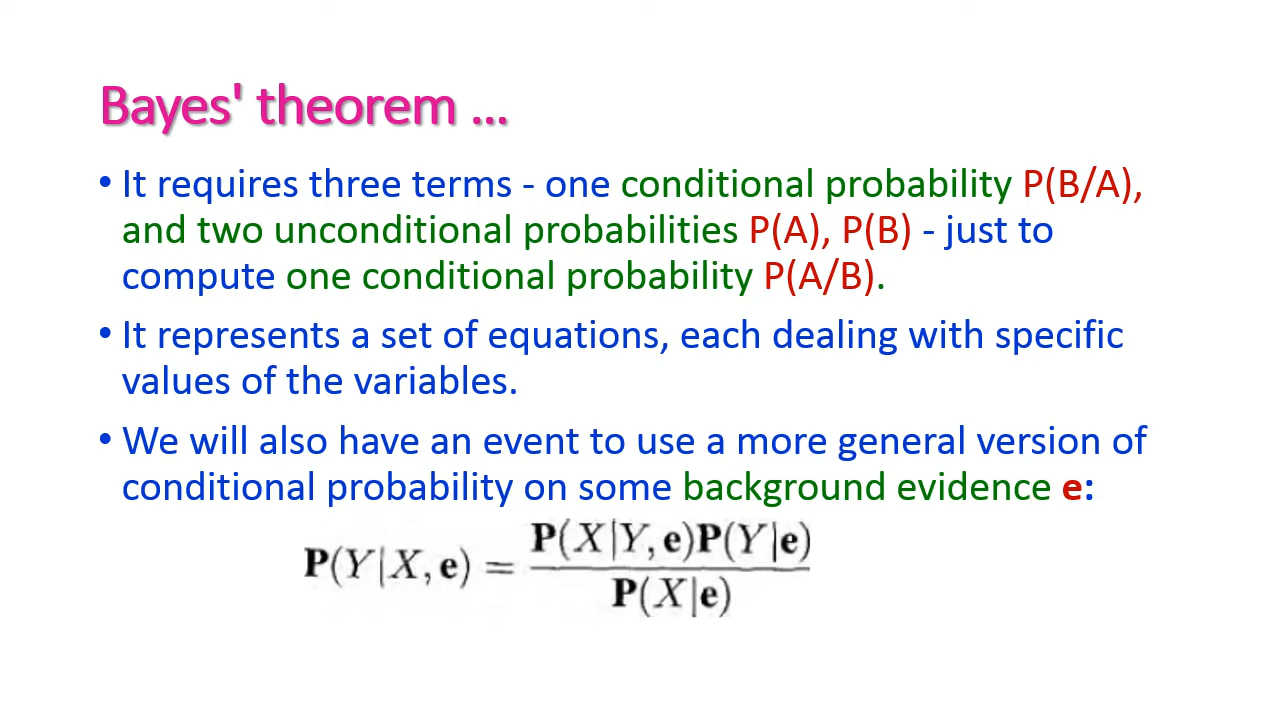 Bayes' theorem ...
• It requires three terms - one conditional probability P(B/A),
and two unconditional probabilities P(A), P(B) - just to
compute one conditional probability P(A/B).
• It represents a set of equations, each dealing with specific
values of the variables.
• We will also have an event to use a more general version of
conditional probability on some background evidence e:
P(Y|X, e) = P(X|Y, e)P(Y|e)
P(X|e)